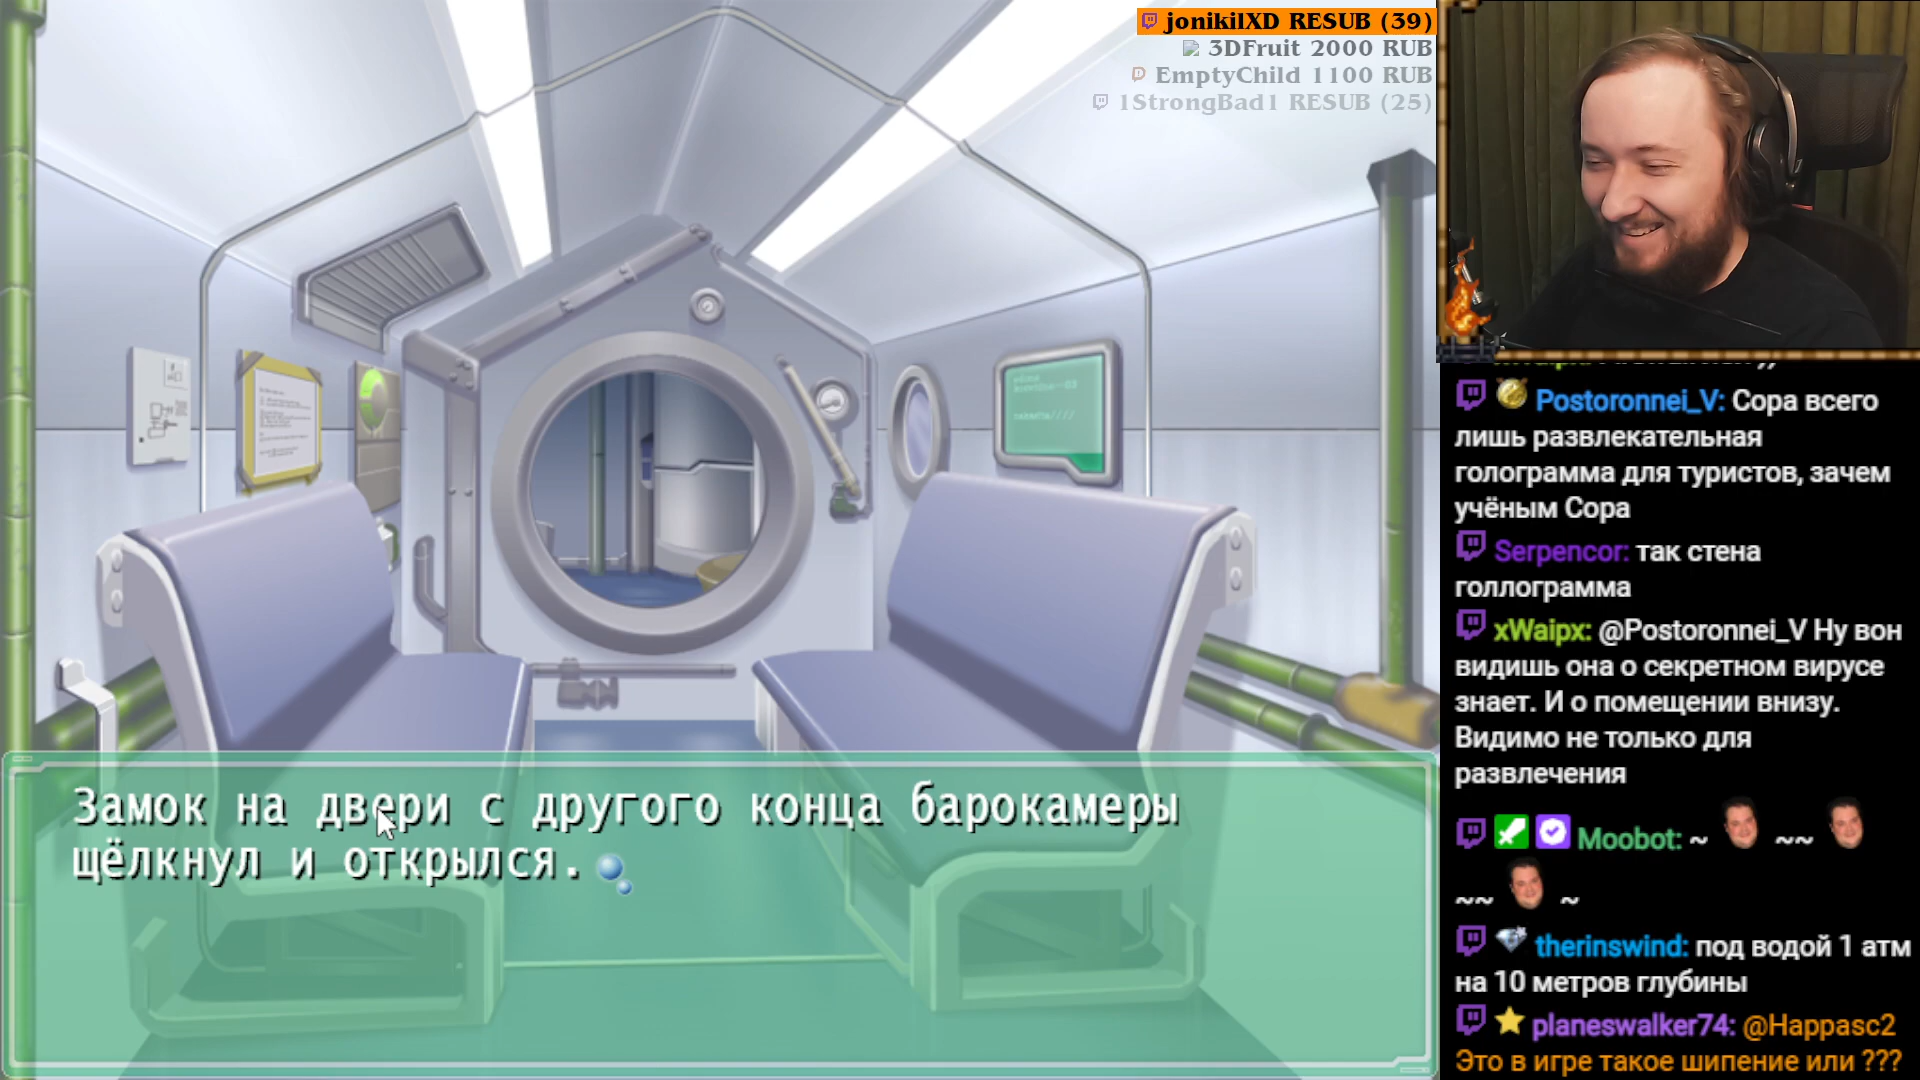 jonikilXD RESUB (39)
3DFruit 2000 RUB
EmptyChild 1100 RUB
1StrongBad1 RESUB (25)
Postoronnei_V: Сора всего
лишь развлекательная
голограмма для туристов, зачем
учёным Сора
Serpencor: так стена
голлограмма
xWaipx: @Postoronnei_V Ну вон
видишь она о секретном вирусе
знает. И о помещении внизу.
Видимо не только для
развлечения
Moobot: ~ ~~
~~ ~
therinswind: под водой 1 атм
на 10 метров глубины
planeswalker74: @Happasc2
Это в игре такое шипение или ???
Замок на двери с другого конца барокамеры
щёлкнул и открылся.